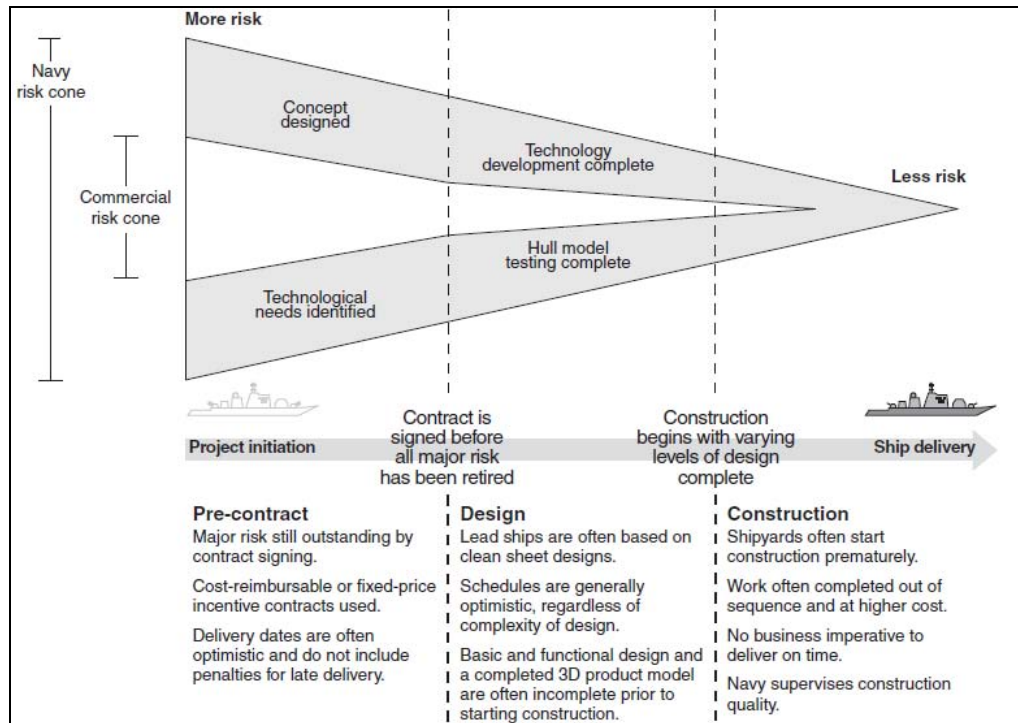 More risk
Navy
risk cone
Commercial
risk cone
Concept
designed
Technology
development complete
Less risk
Hull model
testing complete
Technological
needs identified
Project initiation
Contract is
signed before
all major risk
has been retired
Construction
begins with varying
levels of design
complete
Ship delivery
Pre-contract
Major risk still outstanding by
contract signing.
Cost-reimbursable or fixed-price
incentive contracts used.
Delivery dates are often
optimistic and do not include
penalties for late delivery.
Design
Lead ships are often based on
clean sheet designs.
Schedules are generally
optimistic, regardless of
complexity of design.
Basic and functional design and
a completed 3D product model
are often incomplete prior to
starting construction.
Construction
Shipyards often start
construction prematurely.
Work often completed out of
sequence and at higher cost.
No business imperative to
deliver on time.
Navy supervises construction
quality.